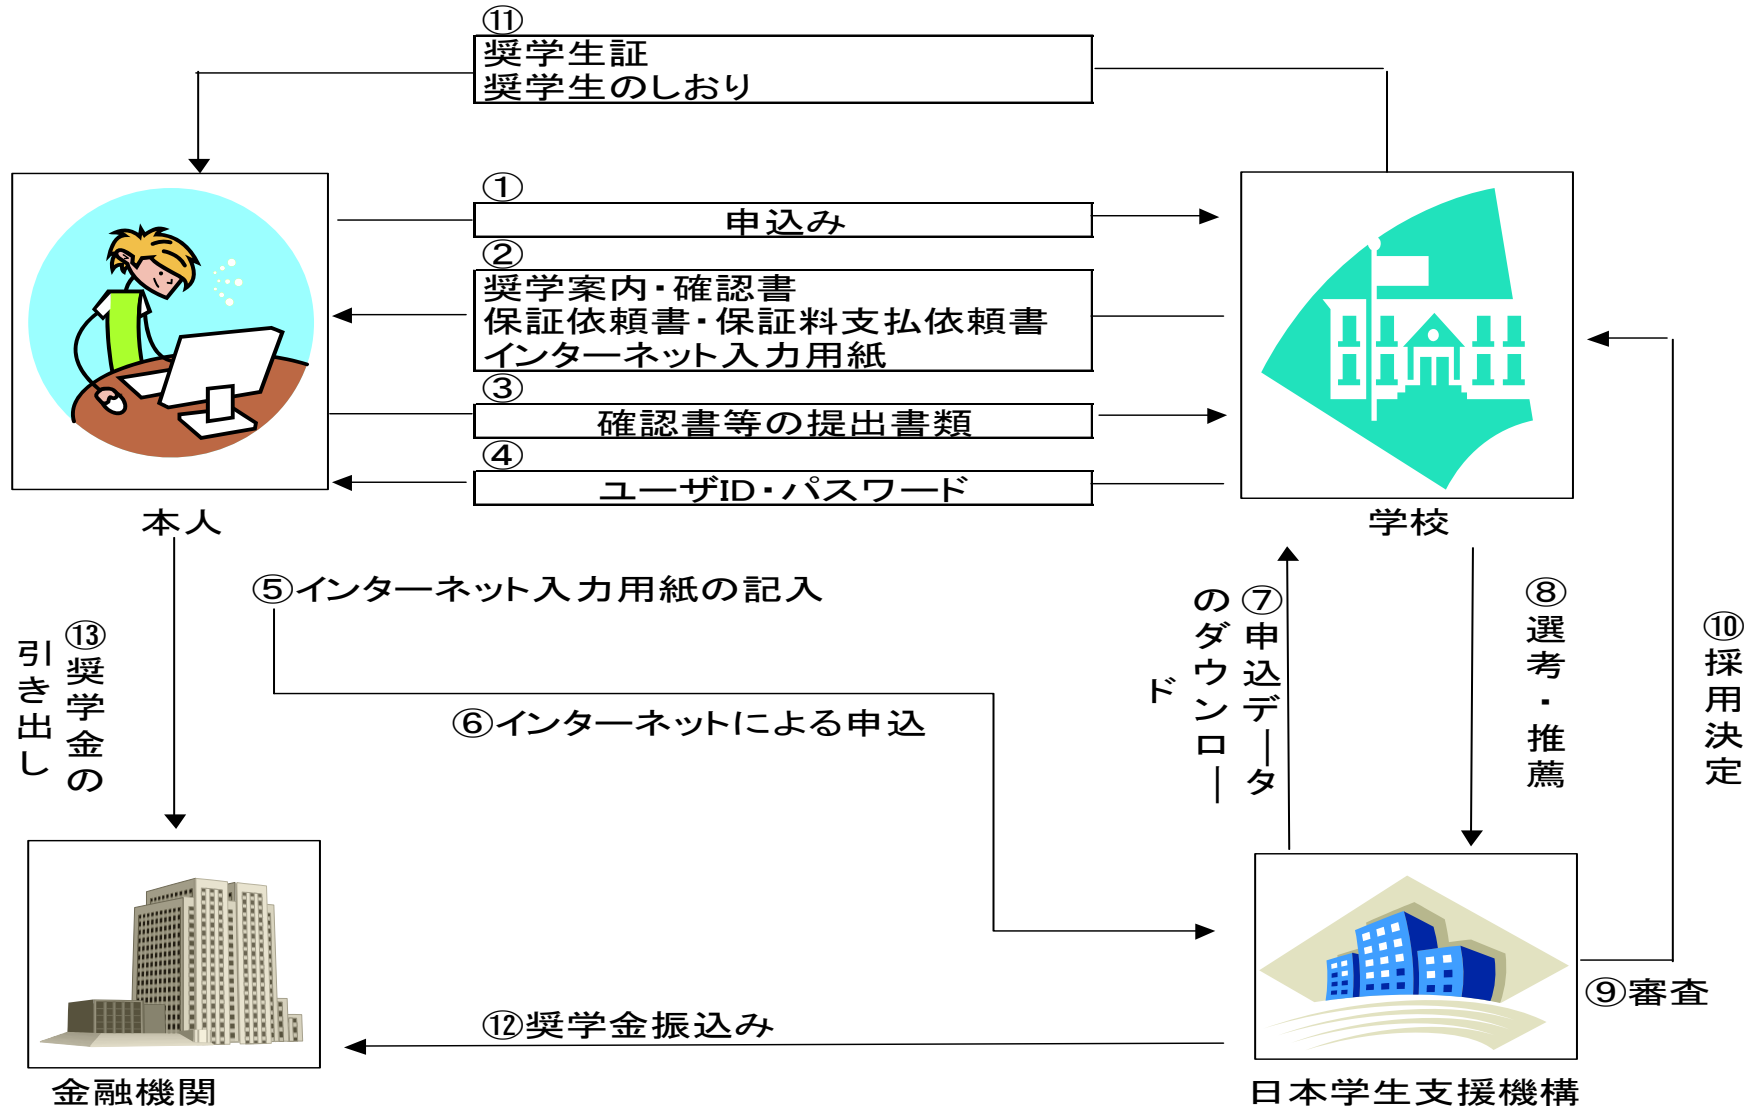 ⑪
奨学生証
奨学生のしおり
①
申込み
②
奨学案内・確認書
保証依頼書・保証料支払依頼書
インターネット入力用紙
③
確認書等の提出書類
④
ユーザID・パスワード
本人
学校
⑤インターネット入力用紙の記入
⑥インターネットによる申込
⑦申込データ
のダウンロー
ド
⑧選考・推薦
⑩採用決定
⑬奨学金の
引き出し
⑨審査
⑫奨学金振込み
金融機関
日本学生支援機構